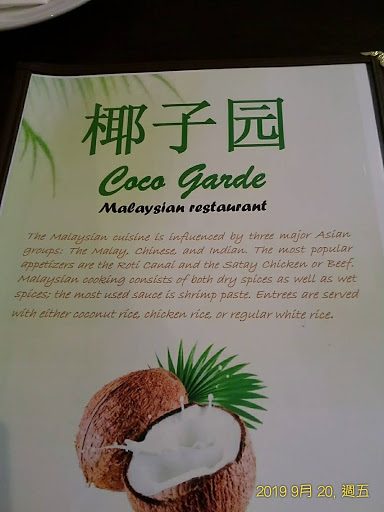 椰子园
Coco Garde
Malaysian restaurant
The Malaysian cuisine is influenced by three major Asian
groups: The Malay, Chinese, and Indian. The most popular
appetizers are the Roti Canai and the Satay Chicken or Beef.
Malaysian cooking consists of both dry spices as well as wet
spices; the most used sauce is shrimp paste. Entrees are served
with either coconut rice, chicken rice, or regular white rice.
2019 9月 20, 週五